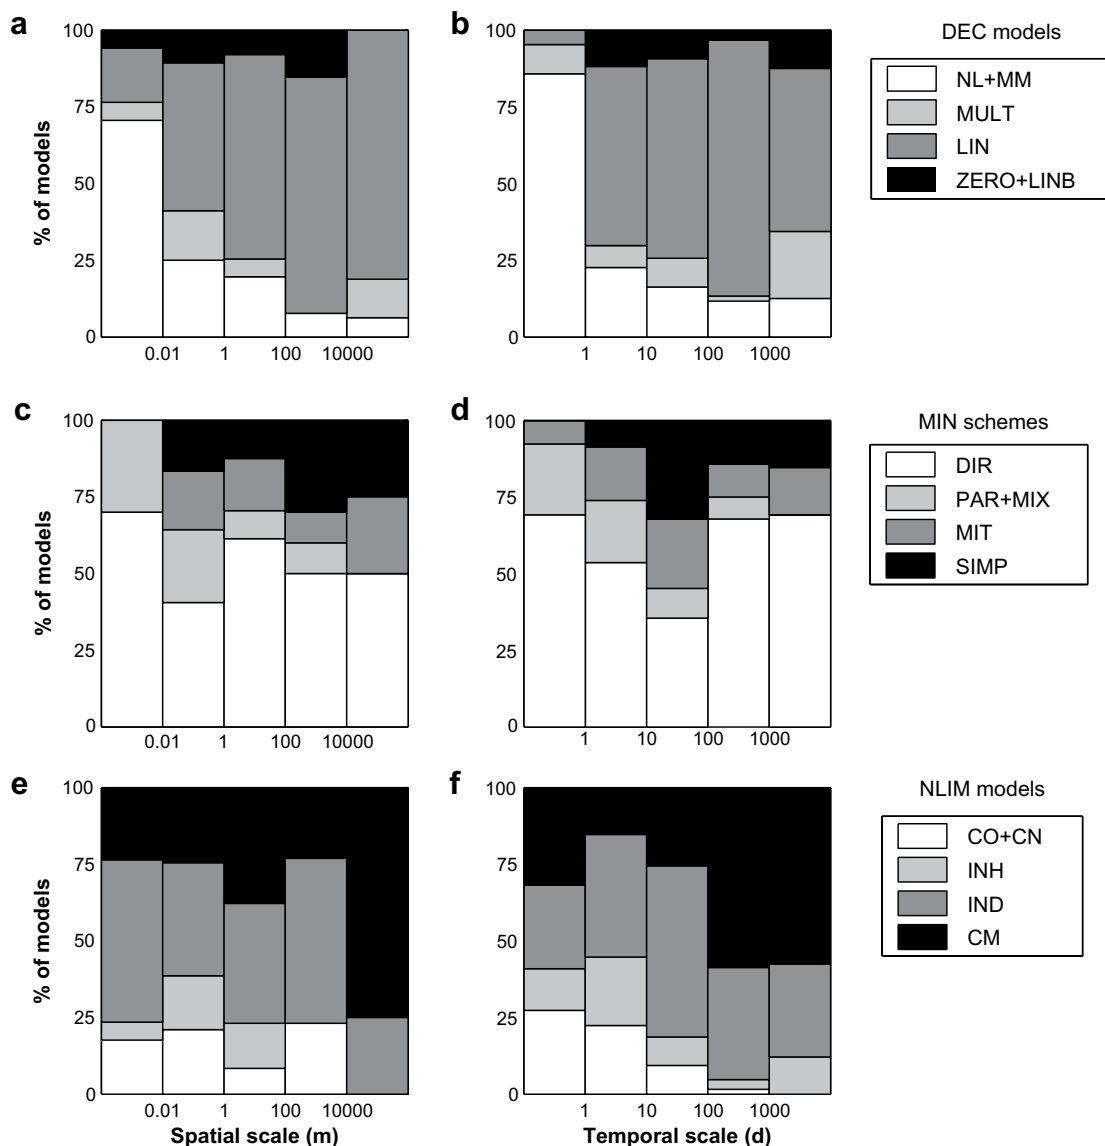 a
b
DEC models
100
75
50
25
0
% of models
0.01 1 100 10000
100
75
50
25
0
1 10 100 1000
NL+MM
MULT
LIN
ZERO+LINB
c
d
MIN schemes
100
75
50
25
0
% of models
0.01 1 100 10000
100
75
50
25
0
1 10 100 1000
DIR
PAR+MIX
MIT
SIMP
e
f
NLIM models
100
75
50
25
0
% of models
0.01 1 100 10000
Spatial scale (m)
100
75
50
25
0
1 10 100 1000
Temporal scale (d)
CO+CN
INH
IND
CM